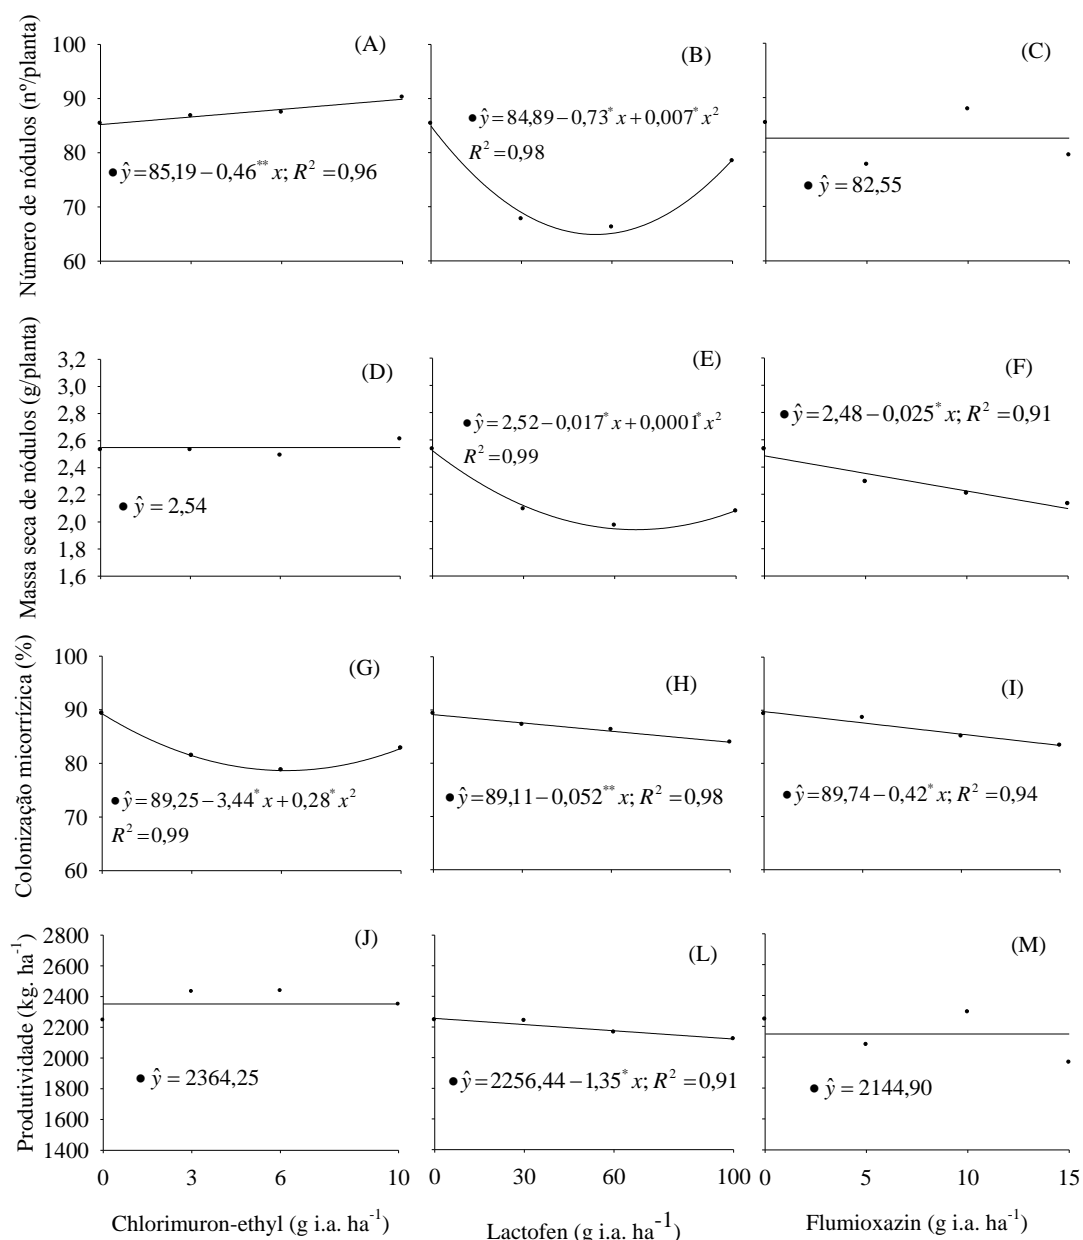 Número de nódulos (nº/planta)
100
90
80
70
60
(A)
ŷ=85,19−0,46** x; R²=0,96
(B)
ŷ=84,89−0,73* x+0,007* x²
R²=0,98
(C)
ŷ=82,55
Massa seca de nódulos (g/planta)
3,2
3,0
2,8
2,6
2,4
2,2
2,0
1,8
1,6
(D)
ŷ = 2,54
(E)
ŷ=2,52−0,017* x+0,0001* x²
R²=0,99
(F)
ŷ=2,48−0,025* x; R²=0,91
Colonização micorrízica (%)
100
90
80
70
60
(G)
ŷ=89,25−3,44* x+0,28* x²
R²=0,99
(H)
ŷ=89,11−0,052** x; R²=0,98
(I)
ŷ=89,74−0,42* x; R²=0,94
Produtividade (kg. ha⁻¹)
2800
2600
2400
2200
2000
1800
1600
1400
(J)
ŷ = 2364,25
(L)
ŷ=2256,44−1,35* x; R²=0,91
(M)
ŷ = 2144,90
0 3 6 10
0 30 60 100
0 5 10 15
Chlorimuron-ethyl (g i.a. ha⁻¹)
Lactofen (g i.a. ha⁻¹)
Flumioxazin (g i.a. ha⁻¹)